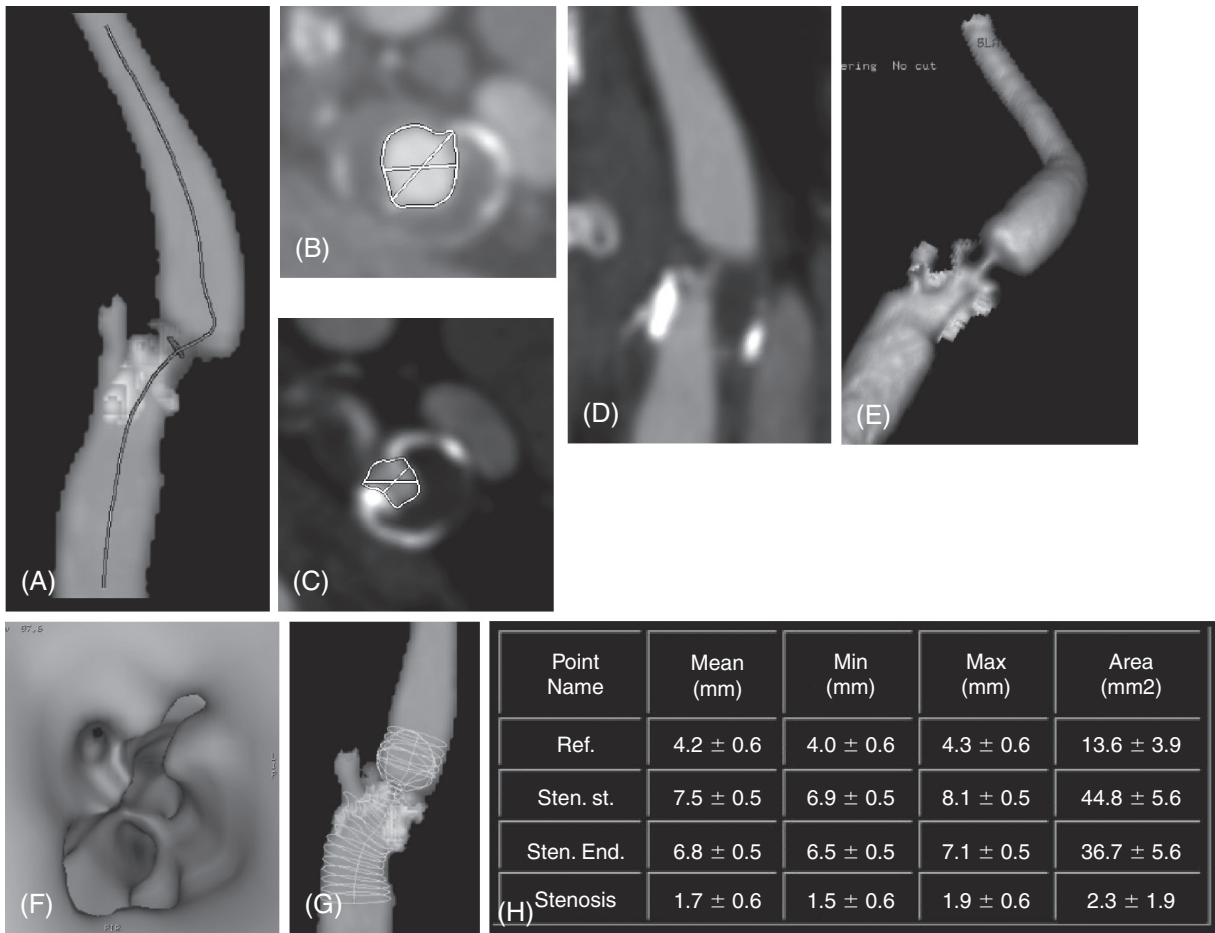 (A)
(B)
(C)
(D)
ering No cut
(E)
97,6
(F)
(G)
Point Name Mean (mm) Min (mm) Max (mm) Area (mm2)
Ref. 4.2 ± 0.6 4.0 ± 0.6 4.3 ± 0.6 13.6 ± 3.9
Sten. st. 7.5 ± 0.5 6.9 ± 0.5 8.1 ± 0.5 44.8 ± 5.6
Sten. End. 6.8 ± 0.5 6.5 ± 0.5 7.1 ± 0.5 36.7 ± 5.6
Stenosis 1.7 ± 0.6 1.5 ± 0.6 1.9 ± 0.6 2.3 ± 1.9
(H)